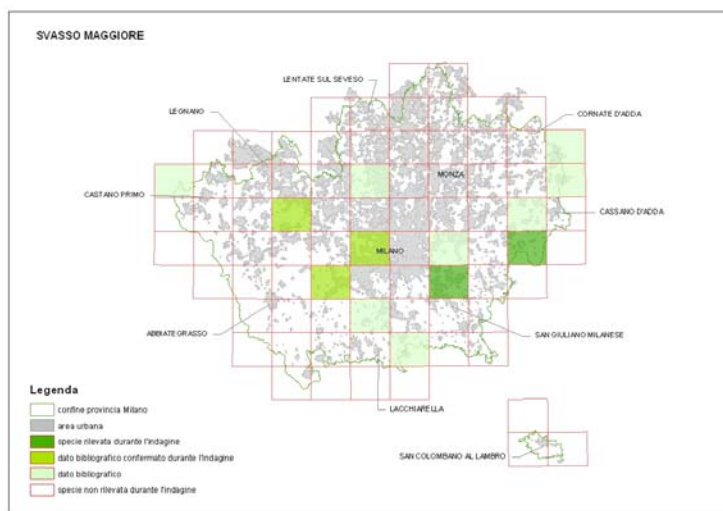 SVASSO MAGGIORE
LENTATE SUL SEVESO
LEGNANO
CORNATE D'ADDA
MONZA
CASTANO PRIMO
CASSANO D'ADDA
MILANO
ABBIATEGRASSO
SAN GIULIANO MILANESE
LACCHIARELLA
SAN COLOMBANO AL LAMBRO
Legenda
confine provincia Milano
area urbana
specie rilevata durante l'indagine
dato bibliografico confermato durante l'indagine
dato bibliografico
specie non rilevata durante l'indagine